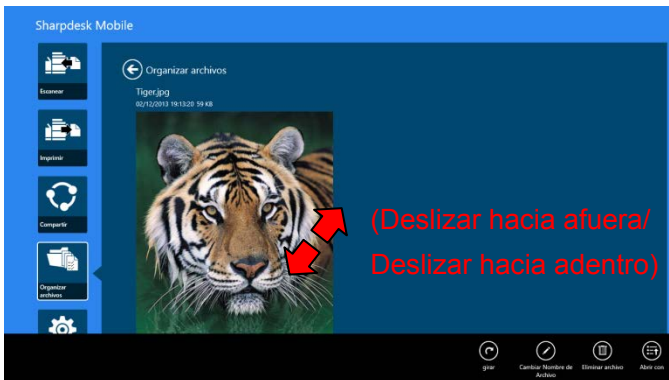 Sharpdesk Mobile
Escanear
Imprimir
Compartir
Organizar
archivos
Organizar archivos
Tiger.jpg
02/12/2013 19:13:20 59 KB
(Deslizar hacia afuera/
Deslizar hacia adentro)
girar
Cambiar Nombre de
Archivo
Eliminar archivo
Abrir con